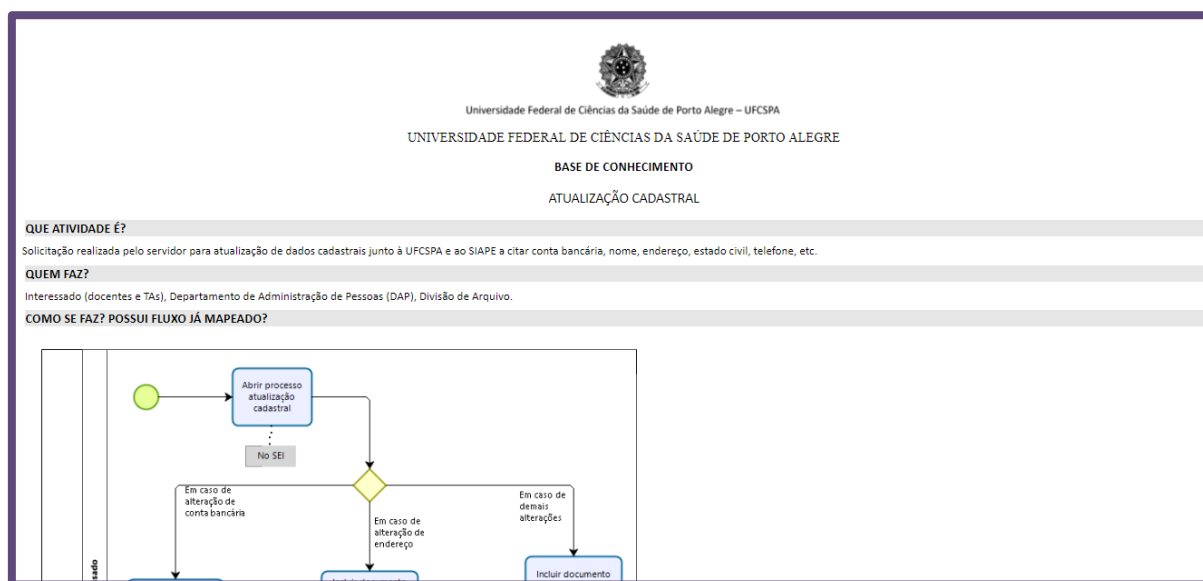 Universidade Federal de Ciências da Saúde de Porto Alegre – UFCSPA
UNIVERSIDADE FEDERAL DE CIÊNCIAS DA SAÚDE DE PORTO ALEGRE
BASE DE CONHECIMENTO
ATUALIZAÇÃO CADASTRAL
QUE ATIVIDADE É?
Solicitação realizada pelo servidor para atualização de dados cadastrais junto à UFCSPA e ao SIAPE a citar conta bancária, nome, endereço, estado civil, telefone, etc.
QUEM FAZ?
Interessado (docentes e TAs), Departamento de Administração de Pessoas (DAP), Divisão de Arquivo.
COMO SE FAZ? POSSUI FLUXO JÁ MAPEADO?
Abrir processo
atualização
cadastral
No SEI
Em caso de
alteração de
conta bancária
Em caso de
alteração de
endereço
Em caso de
demais
alterações
Incluir documento